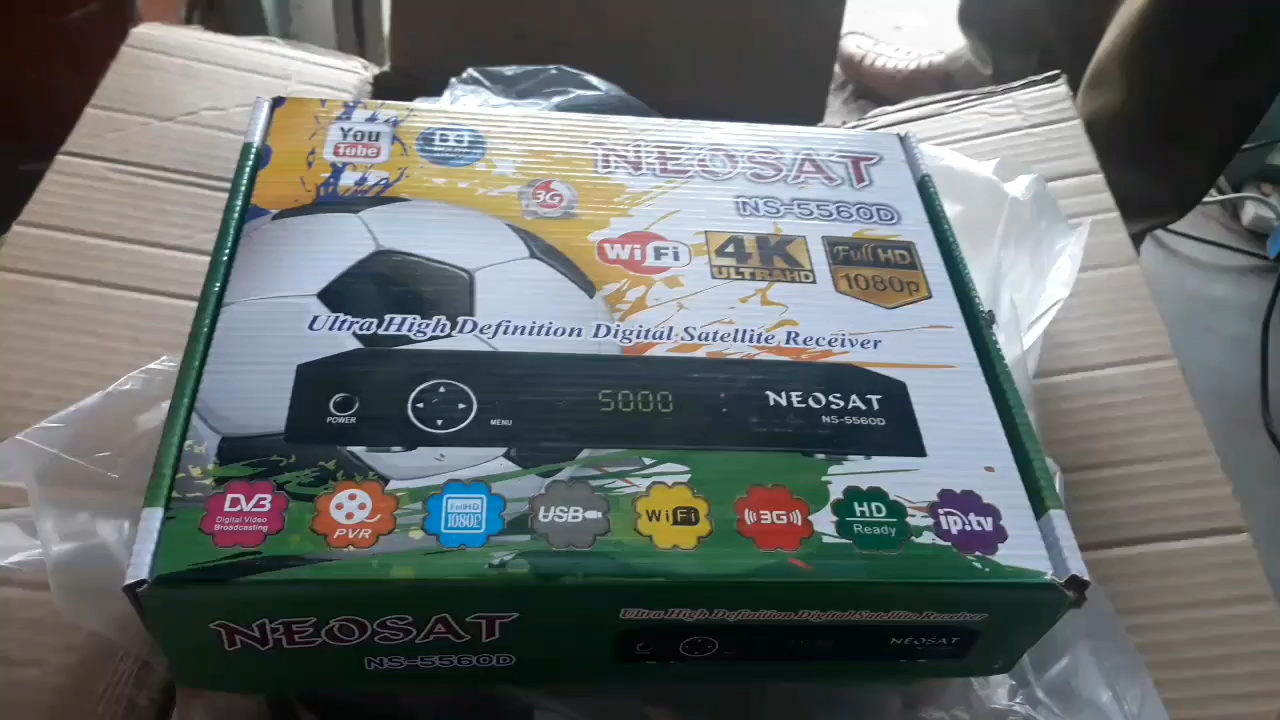 You
Tube
3G
NEOSAT
NS-5560D
WiFi
4K
ULTRAHD
Full HD
1080p
Ultra High Definition Digital Satellite Receiver
POWER
MENU
5000
NEOSAT
NS-5560D
DVB
Digital Video
Broadcasting
PVR
Full HD
1080P
USB
WiFi
3G
HD
Ready
ip.tv
NEOSAT
NS-5560D
Ultra High Definition Digital Satellite Receiver
NEOSAT